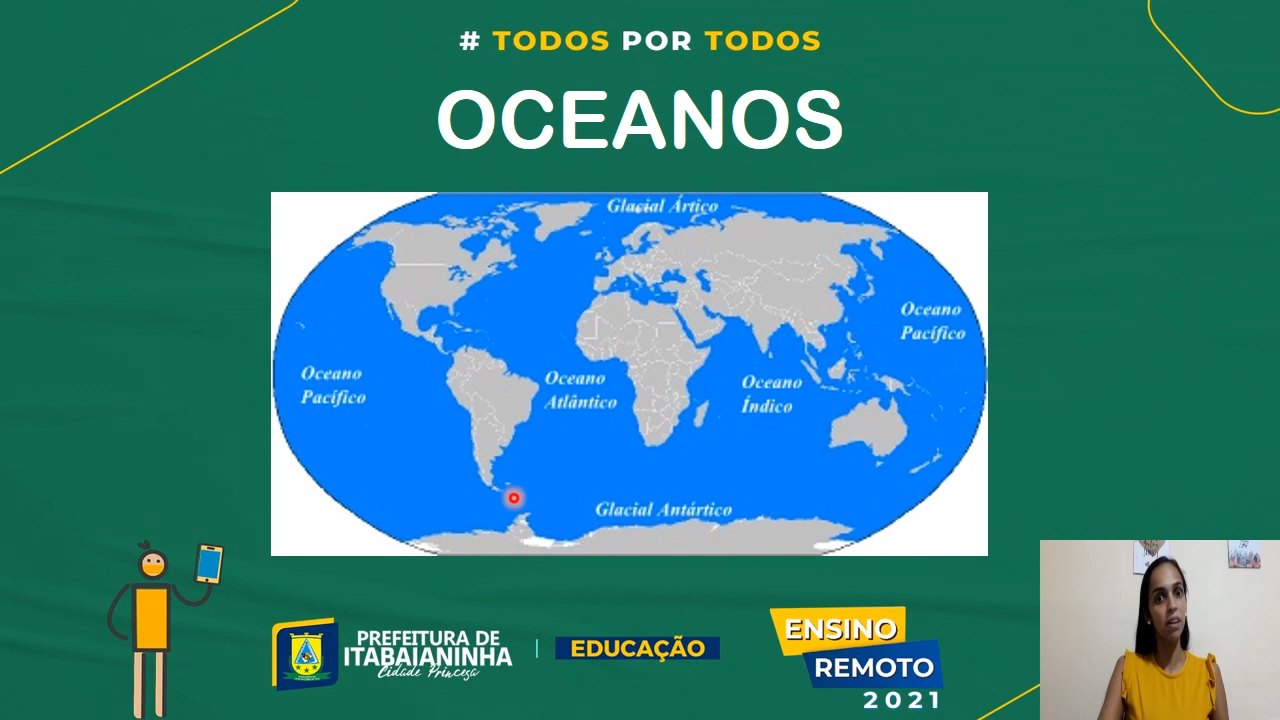 # TODOS POR TODOS
OCEANOS
Glacial Ártico
Oceano
Pacífico
Oceano
Pacífico
Oceano
Atlântico
Oceano
Índico
Glacial Antártico
PREFEITURA DE
ITABAIANINHA
Cidade Princesa
EDUCAÇÃO
ENSINO
REMOTO
2021